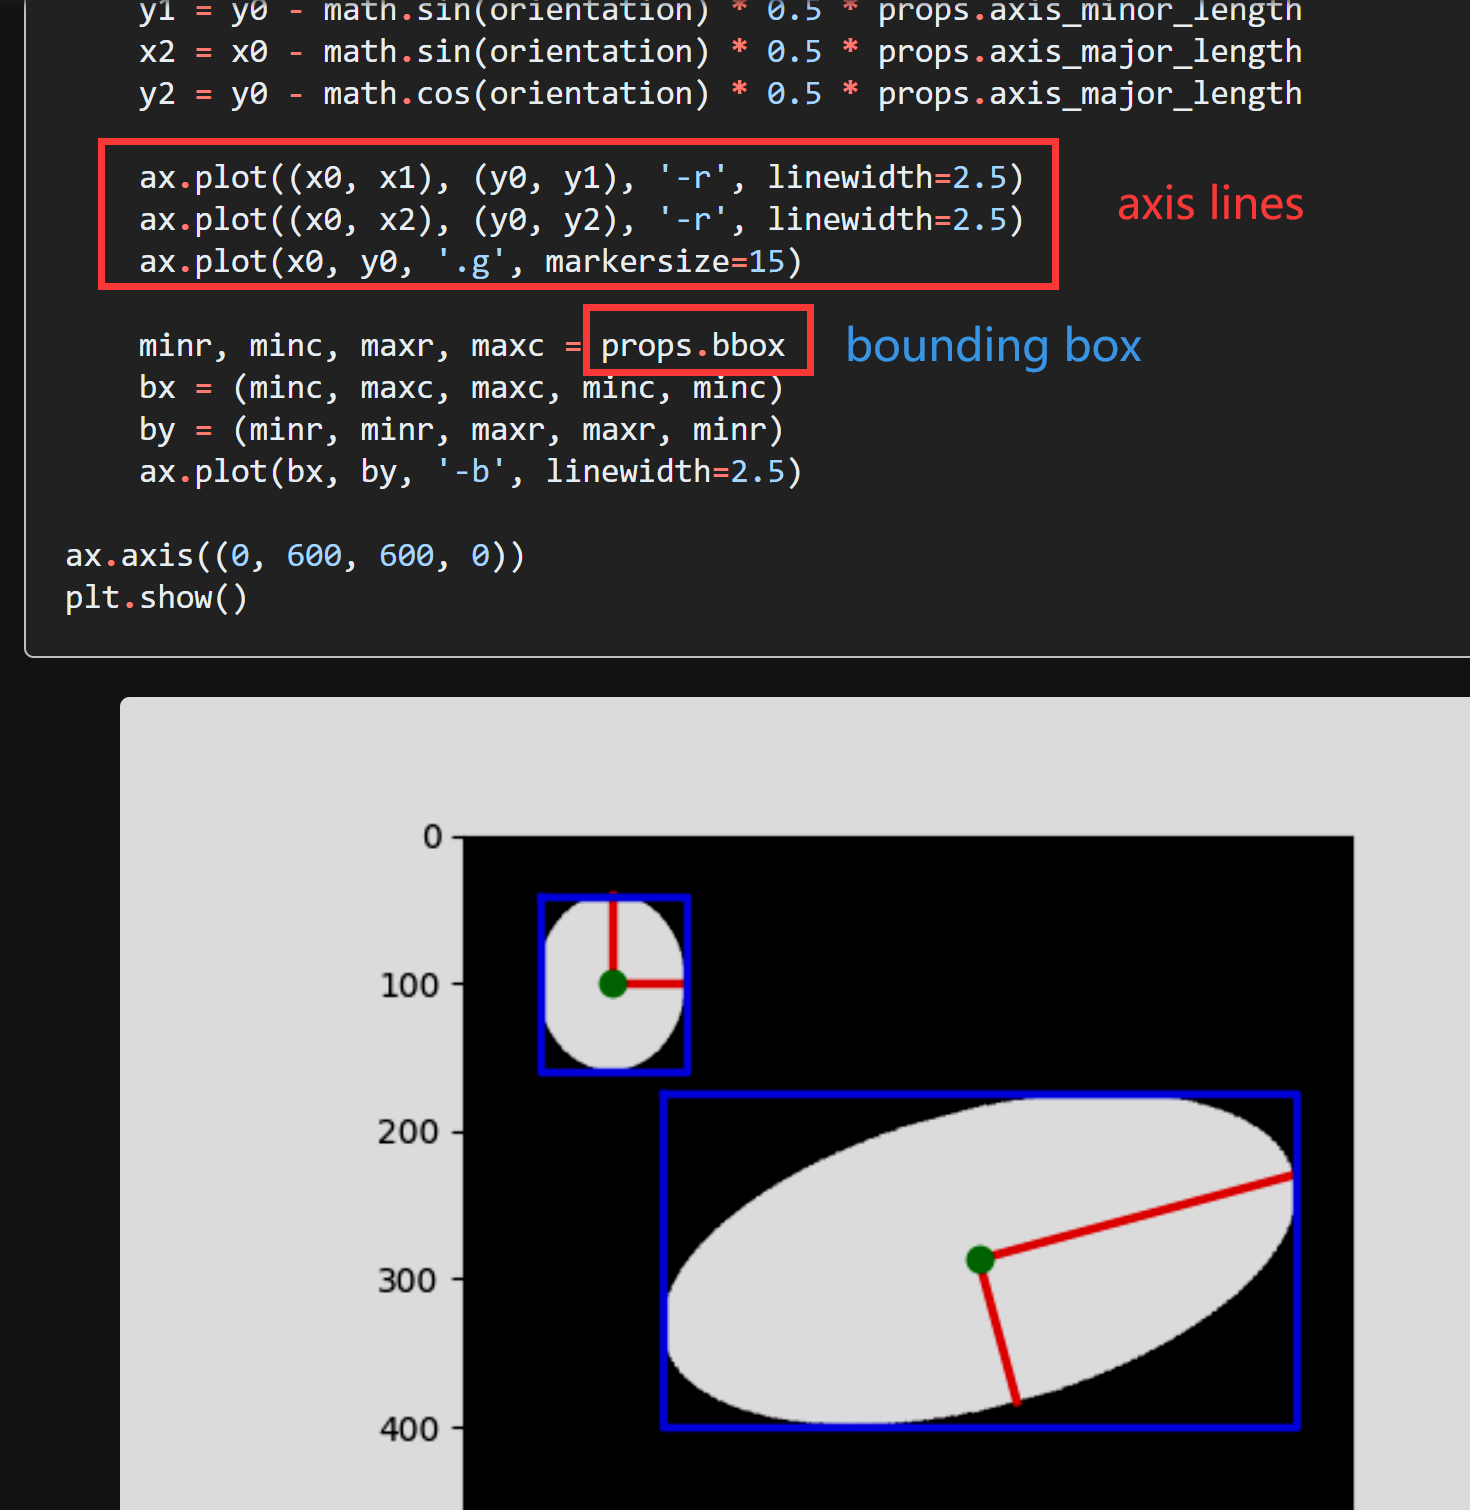 y1 = y0 - math.sin(orientation) * 0.5 * props.axis_minor_length
x2 = x0 - math.sin(orientation) * 0.5 * props.axis_major_length
y2 = y0 - math.cos(orientation) * 0.5 * props.axis_major_length
ax.plot((x0, x1), (y0, y1), '-r', linewidth=2.5)
ax.plot((x0, x2), (y0, y2), '-r', linewidth=2.5)
ax.plot(x0, y0, '.g', markersize=15)
axis lines
minr, minc, maxr, maxc = props.bbox
bounding box
bx = (minc, maxc, maxc, minc, minc)
by = (minr, minr, maxr, maxr, minr)
ax.plot(bx, by, '-b', linewidth=2.5)
ax.axis((0, 600, 600, 0))
plt.show()
0
100
200
300
400